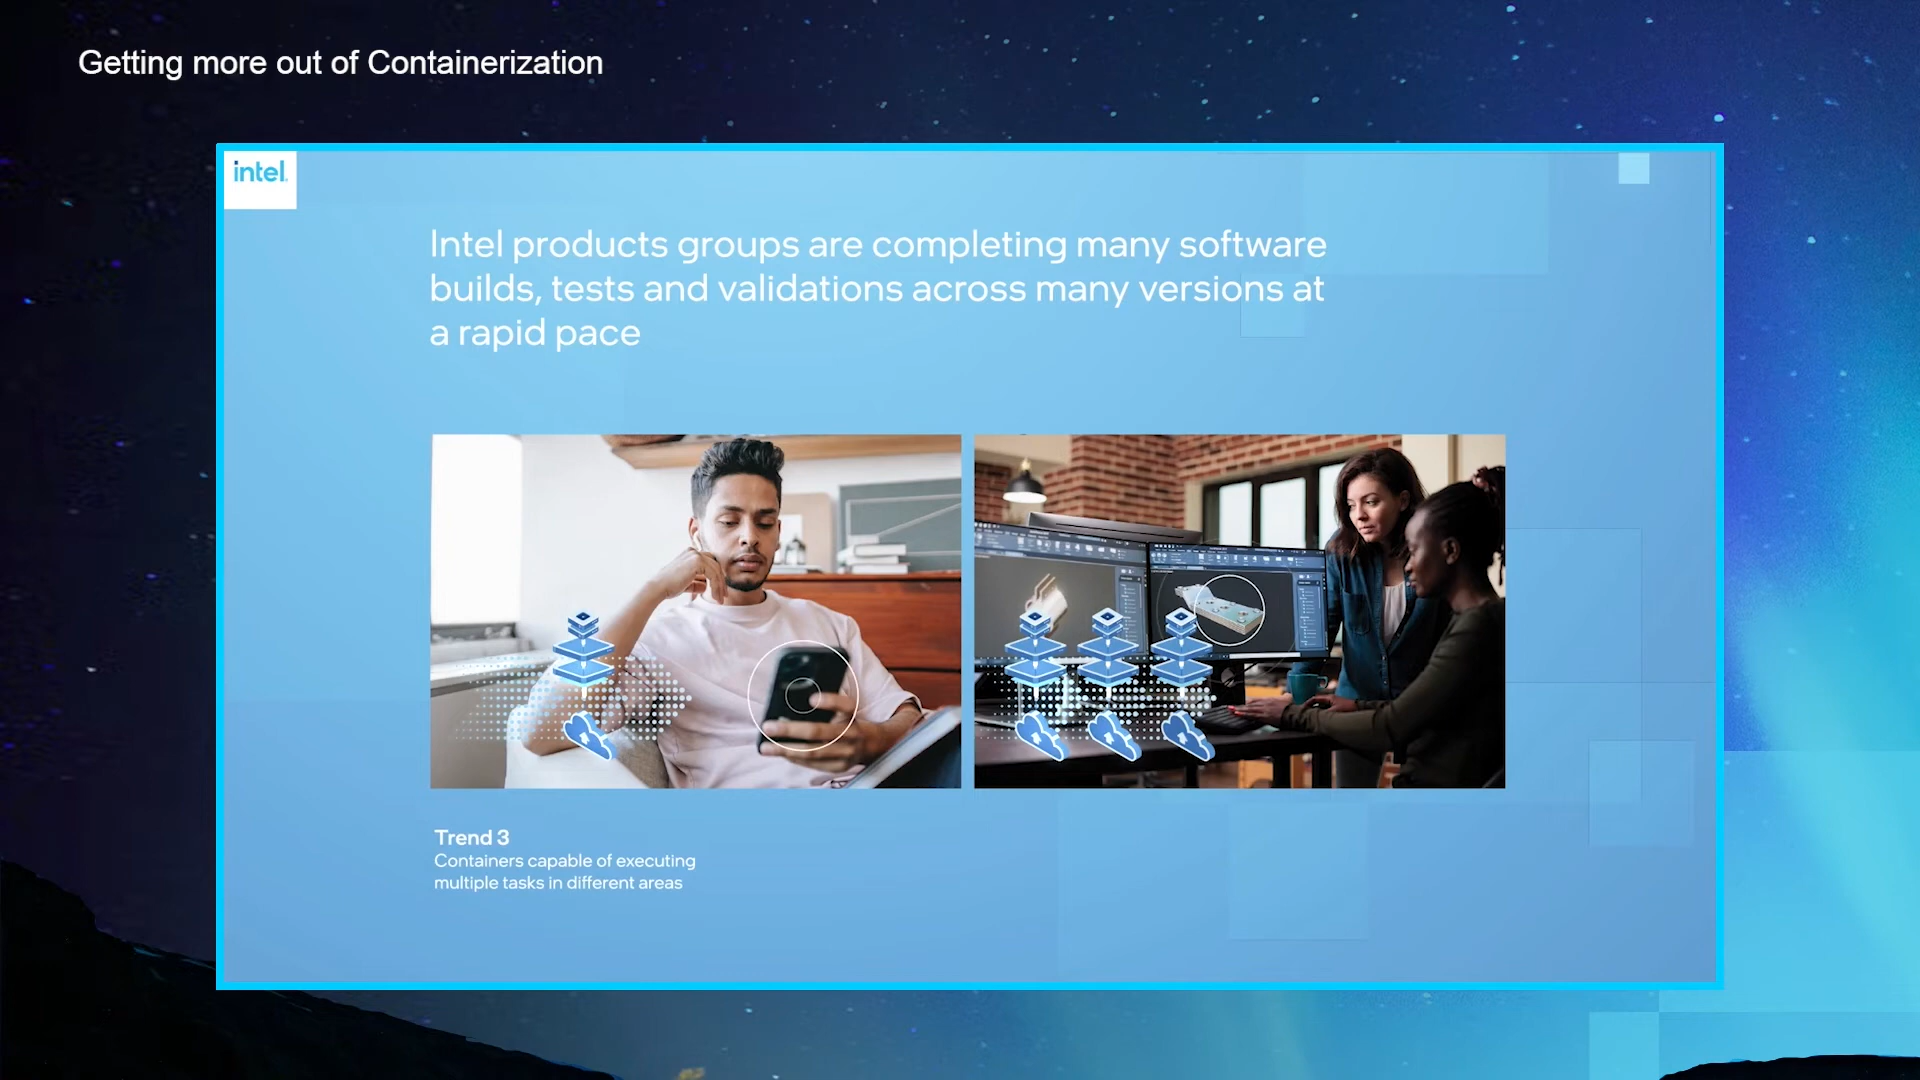 Getting more out of Containerization
intel.
Intel products groups are completing many software
builds, tests and validations across many versions at
a rapid pace
Trend 3
Containers capable of executing
multiple tasks in different areas